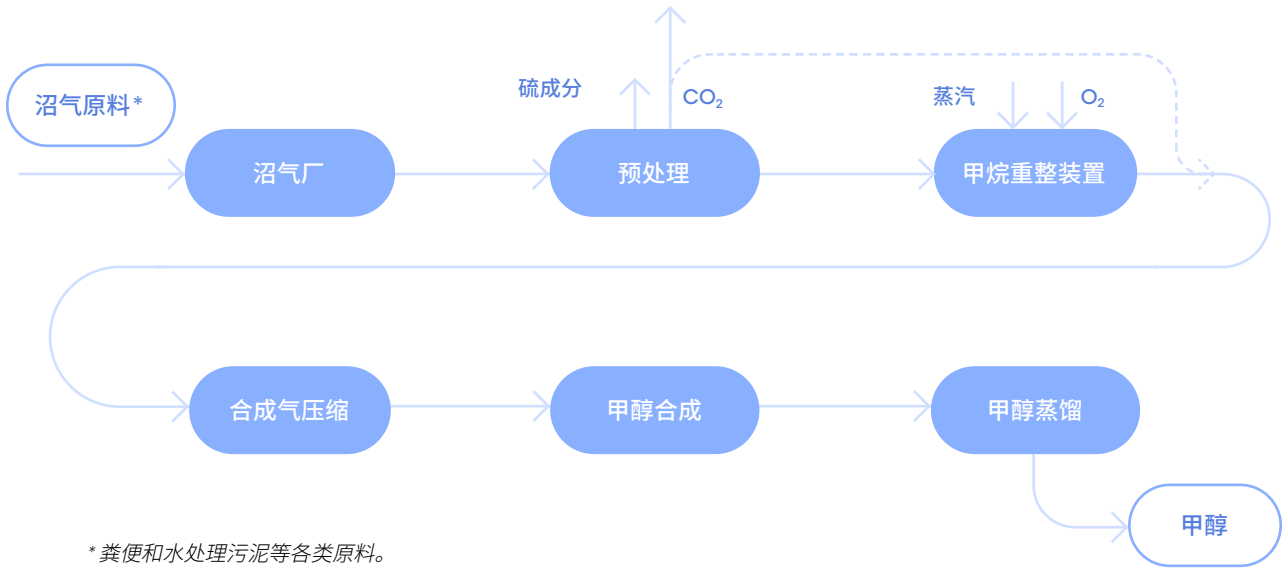 硫成分
CO₂
蒸汽
O₂
沼气原料*
沼气厂
预处理
甲烷重整装置
合成气压缩
甲醇合成
甲醇蒸馏
甲醇
* 粪便和水处理污泥等各类原料。